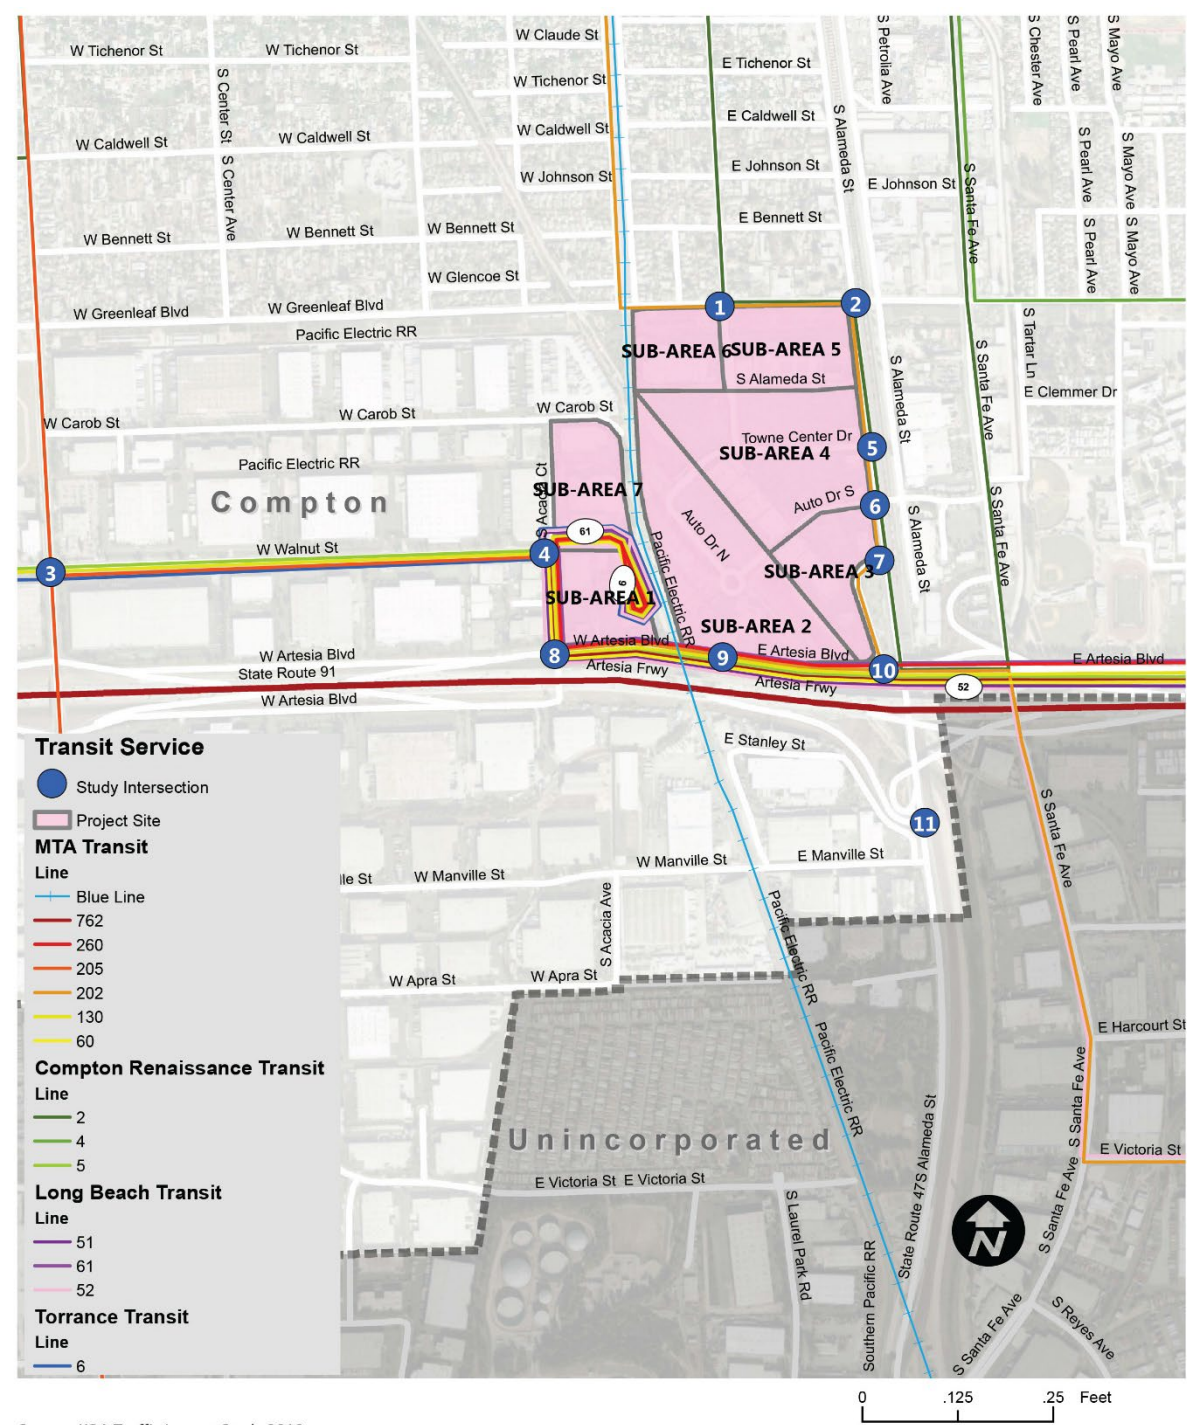 W Claude St
W Tichenor St
W Tichenor St
E Tichenor St
W Tichenor St
S Petrolia Ave
S Chester Ave
S Pearl Ave
S Mayo Ave
S Center St
S Center Ave
W Caldwell St
W Caldwell St
W Caldwell St
E Caldwell St
S Alameda St
S Pearl Ave
S Mayo Ave
W Johnson St
E Johnson St
E Johnson St
S Santa Fe Ave
W Bennett St
W Bennett St
W Bennett St
E Bennett St
S Pearl Ave
S Mayo Ave
W Glencoe St
W Greenleaf Blvd
W Greenleaf Blvd
1
2
Pacific Electric RR
SUB-AREA 6
SUB-AREA 5
S Alameda St
S Tartar Ln
S Santa Fe Ave
S Alameda St
E Clemmer Dr
W Carob St
W Carob St
W Carob St
Towne Center Dr
SUB-AREA 4
5
Pacific Electric RR
SUB-AREA 7
S Acacia Ct
Compton
Auto Dr S
6
Auto Dr N
S Alameda St
S Santa Fe Ave
61
W Walnut St
3
4
Pacific Electric RR
7
SUB-AREA 3
6
SUB-AREA 1
SUB-AREA 2
W Artesia Blvd
W Artesia Blvd
8
9
E Artesia Blvd
10
E Artesia Blvd
State Route 91
Artesia Frwy
Artesia Frwy
52
W Artesia Blvd
E Stanley St
11
S Santa Fe Ave
lle St
W Manville St
W Manville St
E Manville St
S Acacia Ave
Pacific Electric RR
W Apra St
W Apra St
Pacific Electric RR
E Harcourt St
S Santa Fe Ave
Unincorporated
E Victoria St
E Victoria St
E Victoria St
S Laurel Park Rd
State Route 47S Alameda St
Southern Pacific RR
S Santa Fe Ave
N
S Santa Fe Ave
S Reyes Ave
Transit Service
Study Intersection
Project Site
MTA Transit
Line
Blue Line
762
260
205
202
130
60
Compton Renaissance Transit
Line
2
4
5
Long Beach Transit
Line
51
61
52
Torrance Transit
Line
6
0 .125 .25 Feet